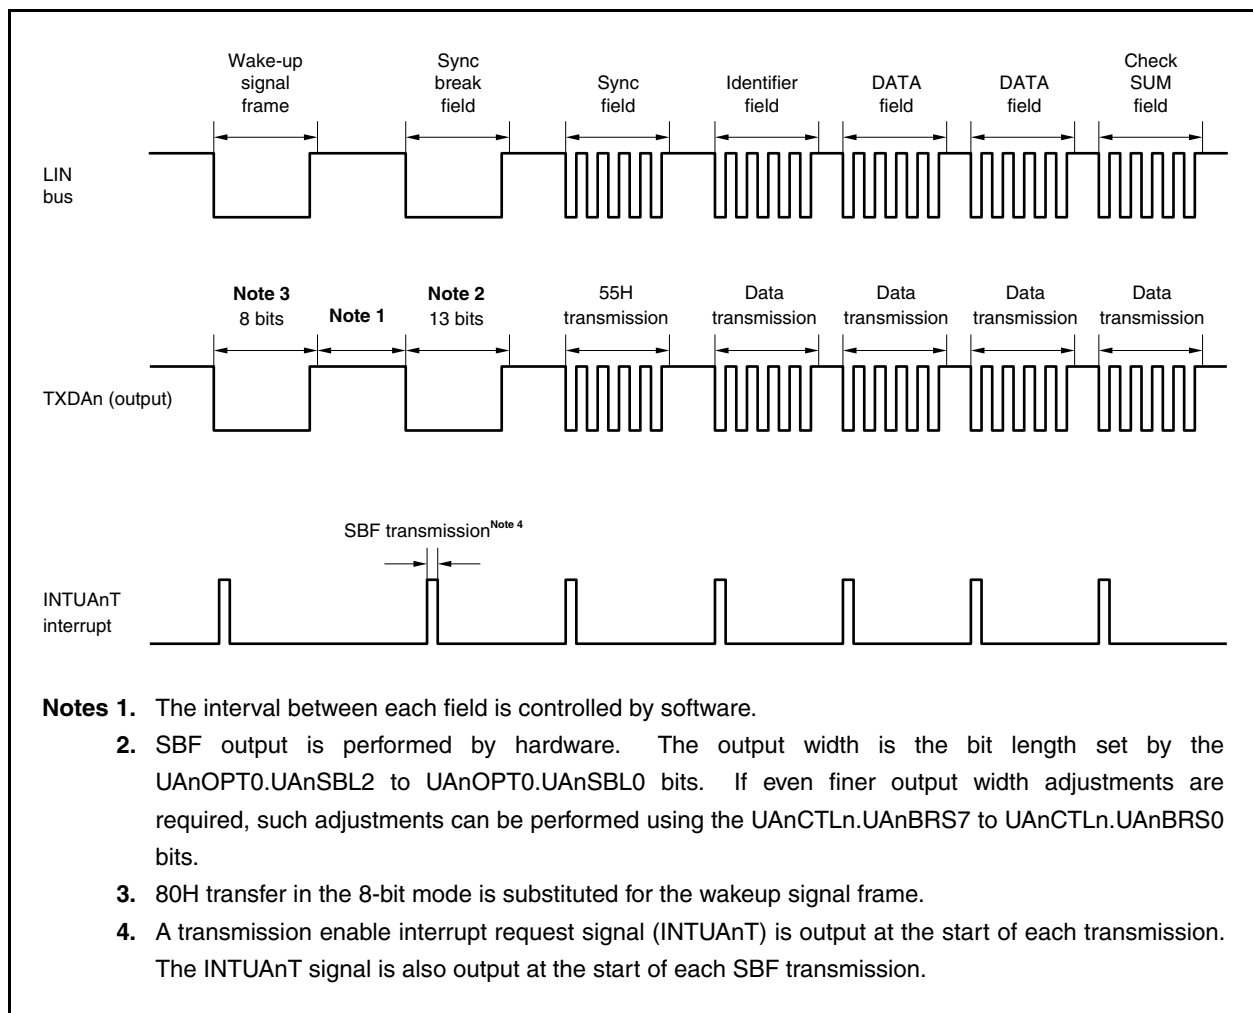 Wake-up
signal
frame
Sync
break
field
Sync
field
Identifier
field
DATA
field
DATA
field
Check
SUM
field
LIN
bus
Note 3
8 bits
Note 1
Note 2
13 bits
55H
transmission
Data
transmission
Data
transmission
Data
transmission
Data
transmission
TXDAn (output)
SBF transmission Note 4
INTUAnT
interrupt
Notes 1. The interval between each field is controlled by software.
2. SBF output is performed by hardware. The output width is the bit length set by the
UAnOPT0.UAnSBL2 to UAnOPT0.UAnSBL0 bits. If even finer output width adjustments are
required, such adjustments can be performed using the UAnCTLn.UAnBRS7 to UAnCTLn.UAnBRS0
bits.
3. 80H transfer in the 8-bit mode is substituted for the wakeup signal frame.
4. A transmission enable interrupt request signal (INTUAnT) is output at the start of each transmission.
The INTUAnT signal is also output at the start of each SBF transmission.